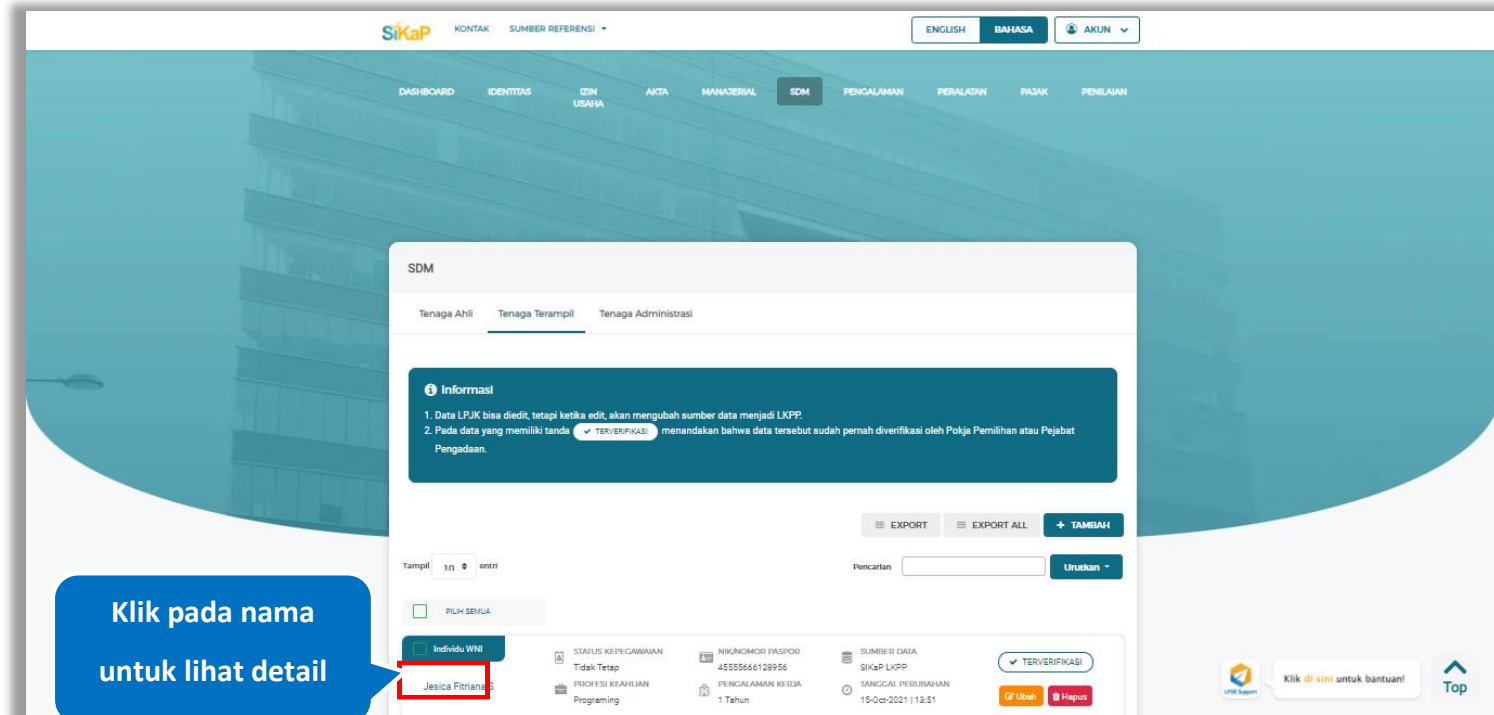 SiKaP KONTAK SUMBER REFERENSI ENGLISH BAHASA AKUN
DASHBOARD IDENTITAS IZIN USAHA AKTA MANAJERIAL SDM PENGALAMAN PERALATAN PAJAK PENILAIAN
SDM
Tenaga Ahli Tenaga Terampil Tenaga Administrasi
Informasi
1. Data LPJK bisa diedit, tetapi ketika edit, akan mengubah sumber data menjadi LKPP.
2. Pada data yang memiliki tanda TERVERIFIKASI menandakan bahwa data tersebut sudah pernah diverifikasi oleh Pokja Pemilihan atau Pejabat
Pengadaan.
EXPORT EXPORT ALL + TAMBAH
Tampil 10 entri Pencarian Urutkan
PILIH SEMUA
Klik pada nama
untuk lihat detail
Individu WNI
Jesica Fitriana S
STATUS KEPEGAWAIAN
Tidak Tetap
PROFESI KEAHLIAN
Programing
NIK/NOMOR PASPOR
45555666128956
PENGALAMAN KERJA
1 Tahun
SUMBER DATA
SIKaP LKPP
TANGGAL PERUBAHAN
15-Oct-2021 | 13:51
TERVERIFIKASI
Ubah Hapus
LPSE Support
Klik di sini untuk bantuan!
Top